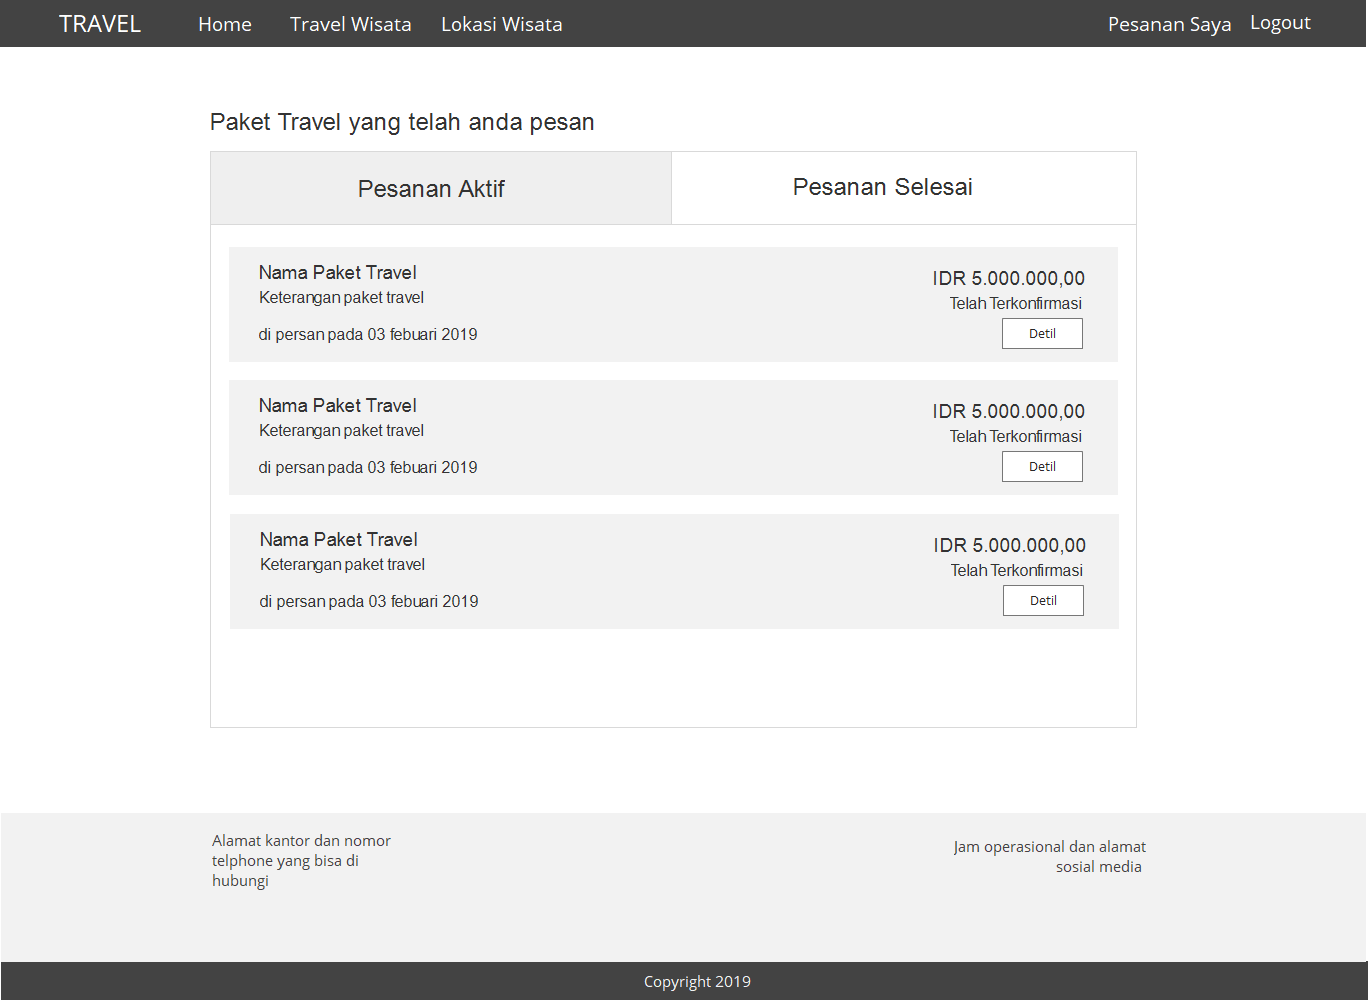 TRAVEL Home Travel Wisata Lokasi Wisata Pesanan Saya Logout
Paket Travel yang telah anda pesan
Pesanan Aktif Pesanan Selesai
Nama Paket Travel
Keterangan paket travel
di persan pada 03 febuari 2019
IDR 5.000.000,00
Telah Terkonfirmasi
Detil
Nama Paket Travel
Keterangan paket travel
di persan pada 03 febuari 2019
IDR 5.000.000,00
Telah Terkonfirmasi
Detil
Nama Paket Travel
Keterangan paket travel
di persan pada 03 febuari 2019
IDR 5.000.000,00
Telah Terkonfirmasi
Detil
Alamat kantor dan nomor
telphone yang bisa di
hubungi
Jam operasional dan alamat
sosial media
Copyright 2019